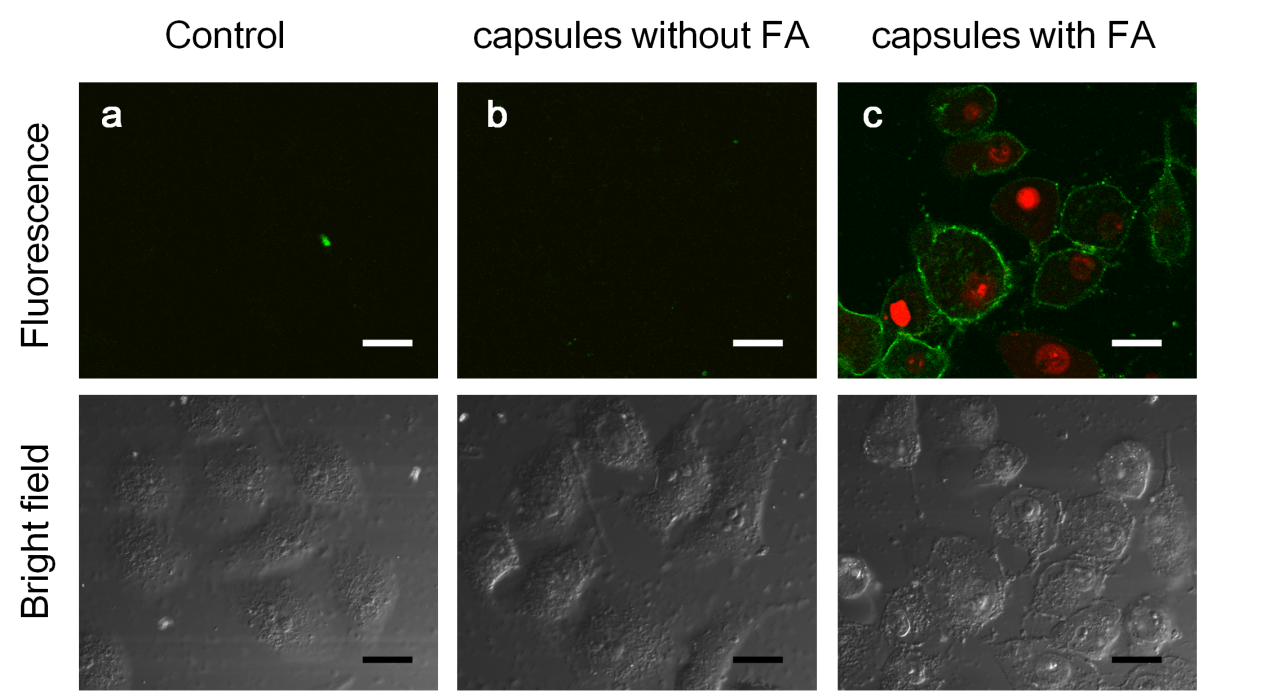 Control
capsules without FA
capsules with FA
Fluorescence
a
b
c
Bright field